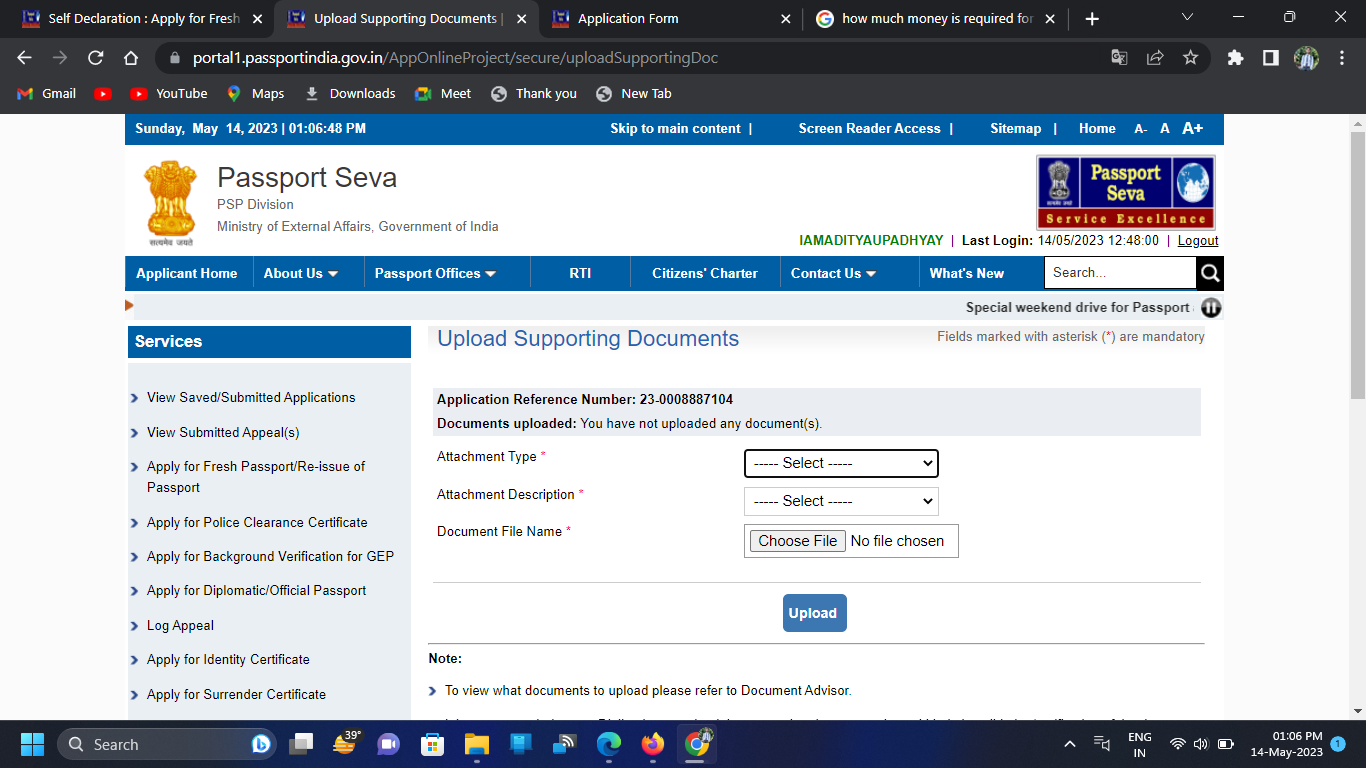 Self Declaration : Apply for Fresh
Upload Supporting Documents |
Application Form
how much money is required for
portal1.passportindia.gov.in/AppOnlineProject/secure/uploadSupportingDoc
Gmail
YouTube
Maps
Downloads
Meet
Thank you
New Tab
Sunday, May 14, 2023 | 01:06:48 PM
Skip to main content |
Screen Reader Access |
Sitemap |
Home
A- A A+
Passport Seva
PSP Division
Ministry of External Affairs, Government of India
सत्यमेव जयते
Passport
Seva
Service Excellence
IAMADITYAUPADHYAY | Last Login: 14/05/2023 12:48:00 | Logout
Applicant Home
About Us
Passport Offices
RTI
Citizens' Charter
Contact Us
What's New
Search...
Special weekend drive for Passport
Services
View Saved/Submitted Applications
View Submitted Appeal(s)
Apply for Fresh Passport/Re-issue of
Passport
Apply for Police Clearance Certificate
Apply for Background Verification for GEP
Apply for Diplomatic/Official Passport
Log Appeal
Apply for Identity Certificate
Apply for Surrender Certificate
Upload Supporting Documents
Fields marked with asterisk (*) are mandatory
Application Reference Number: 23-0008887104
Documents uploaded: You have not uploaded any document(s).
Attachment Type *
----- Select -----
Attachment Description *
----- Select -----
Document File Name *
Choose File No file chosen
Upload
Note:
To view what documents to upload please refer to Document Advisor.
Search
39°
ENG
IN
01:06 PM
14-May-2023
1